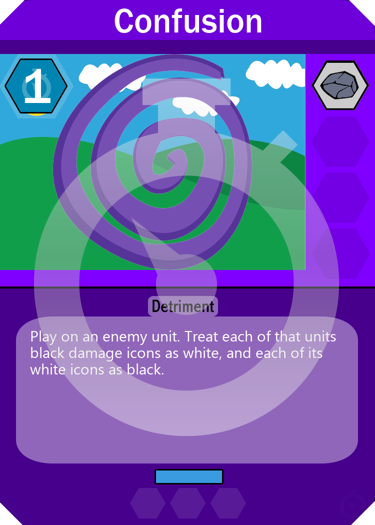 Confusion
1
Detriment
Play on an enemy unit. Treat each of that units
black damage icons as white, and each of its
white icons as black.